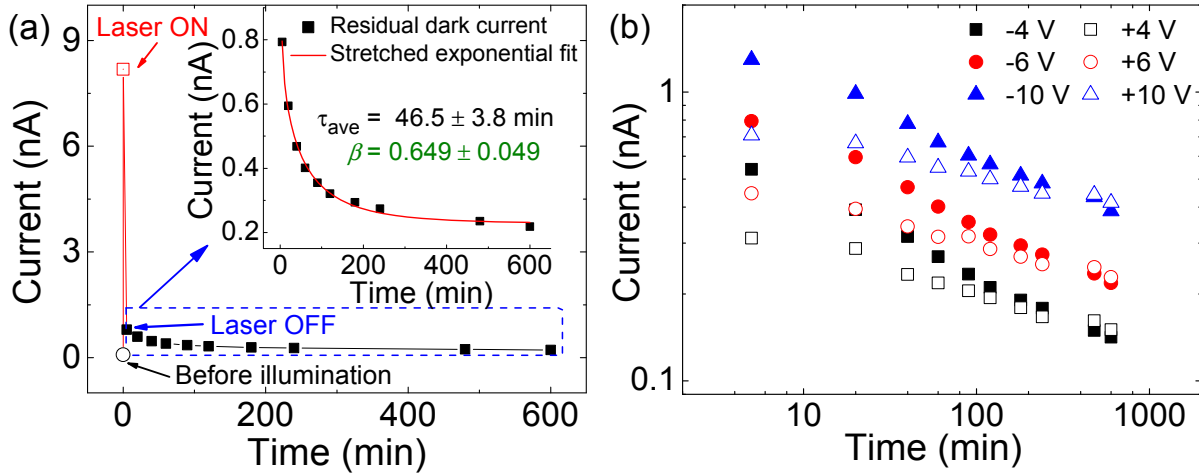 (a)
Laser ON
9
6
3
0
Current (nA)
0.8
0.6
0.4
0.2
Current (nA)
Residual dark current
Stretched exponential fit
τave = 46.5 ± 3.8 min
β = 0.649 ± 0.049
0 200 400 600
Time (min)
Laser OFF
Before illumination
0 200 400 600
Time (min)
(b)
-4 V +4 V
-6 V +6 V
-10 V +10 V
1
0.1
Current (nA)
10 100 1000
Time (min)